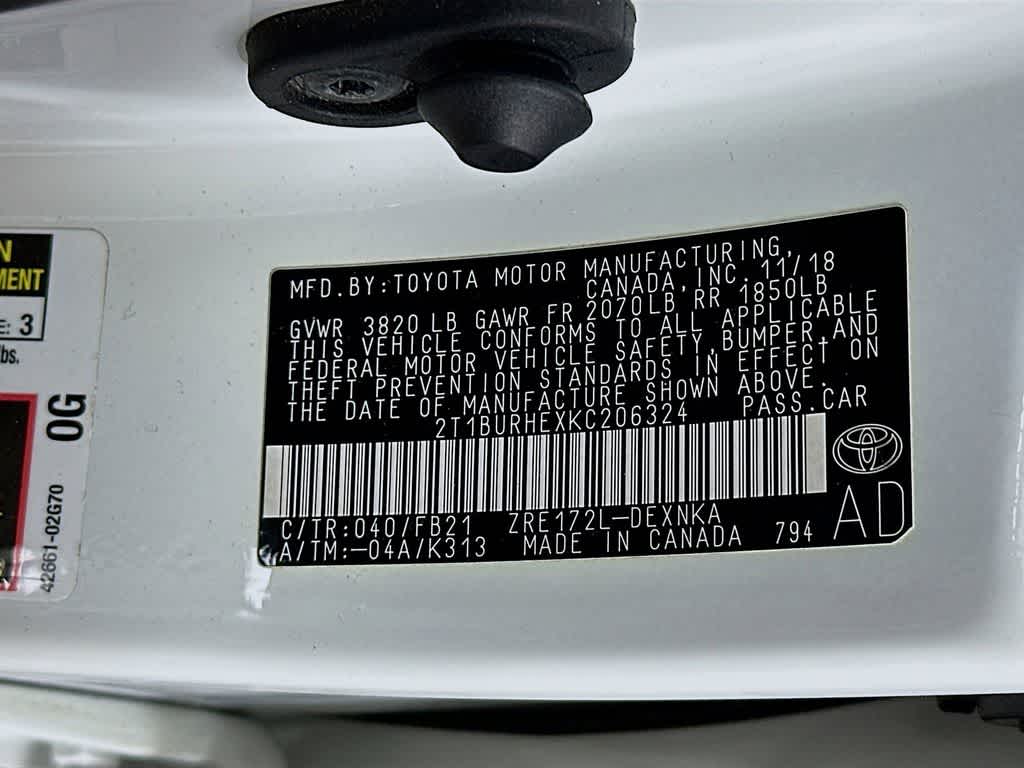 MFD.BY:TOYOTA MOTOR MANUFACTURING,
CANADA,INC.11/18
GVWR 3820 LB GAWR FR 2070LB RR 1850LB
THIS VEHICLE CONFORMS TO ALL APPLICABLE
FEDERAL MOTOR VEHICLE SAFETY,BUMPER,AND
THEFT PREVENTION STANDARDS IN EFFECT ON
THE DATE OF MANUFACTURE SHOWN ABOVE.
2T1BURHEXKC206324 PASS.CAR
C/TR:040/FB21 ZRE172L-DEXNKA
A/TM:-04A/K313 MADE IN CANADA 794
AD
N
MENT
E: 3
lbs.
0G
42661-02G70